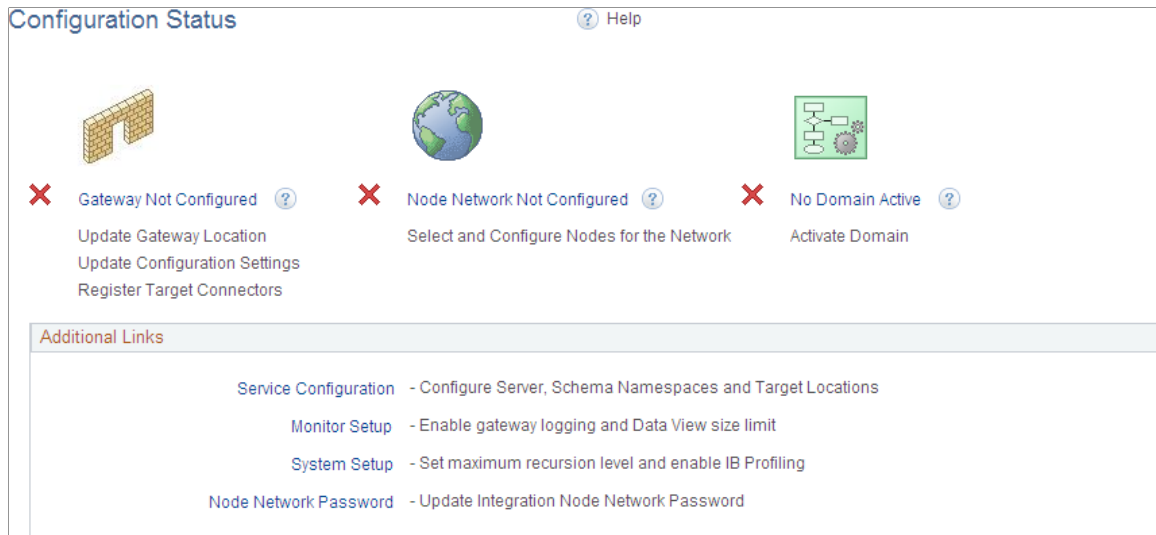 Configuration Status
? Help
Gateway Not Configured ?
Update Gateway Location
Update Configuration Settings
Register Target Connectors
Node Network Not Configured ?
Select and Configure Nodes for the Network
No Domain Active ?
Activate Domain
Additional Links
Service Configuration - Configure Server, Schema Namespaces and Target Locations
Monitor Setup - Enable gateway logging and Data View size limit
System Setup - Set maximum recursion level and enable IB Profiling
Node Network Password - Update Integration Node Network Password